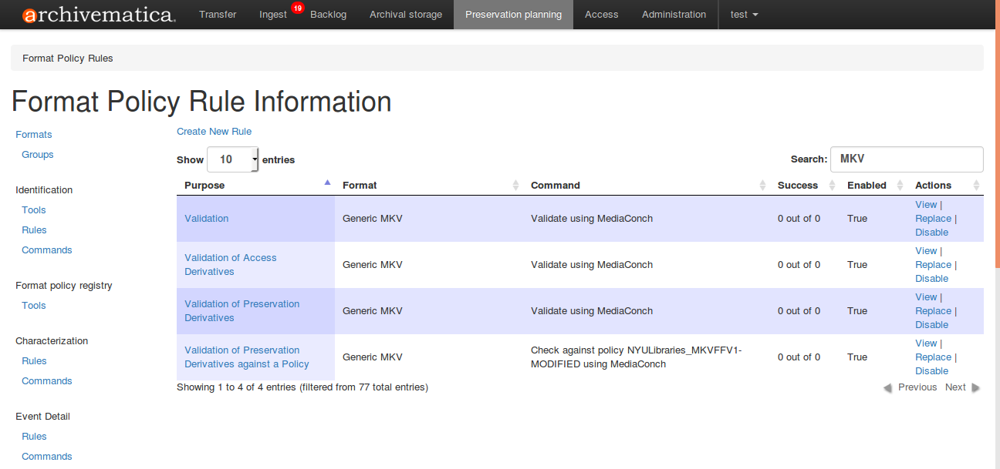 archivematica.
Transfer Ingest 19 Backlog Archival storage Preservation planning Access Administration test
Format Policy Rules
Format Policy Rule Information
Formats
Groups
Identification
Tools
Rules
Commands
Format policy registry
Tools
Characterization
Rules
Commands
Event Detail
Rules
Commands
Create New Rule
Show 10 entries
Search: MKV
Purpose Format Command Success Enabled Actions
Validation Generic MKV Validate using MediaConch 0 out of 0 True View |
Replace |
Disable
Validation of Access
Derivatives Generic MKV Validate using MediaConch 0 out of 0 True View |
Replace |
Disable
Validation of Preservation
Derivatives Generic MKV Validate using MediaConch 0 out of 0 True View |
Replace |
Disable
Validation of Preservation
Derivatives against a Policy Generic MKV Check against policy NYULibraries_MKVFFV1-
MODIFIED using MediaConch 0 out of 0 True View |
Replace |
Disable
Showing 1 to 4 of 4 entries (filtered from 77 total entries)
Previous Next